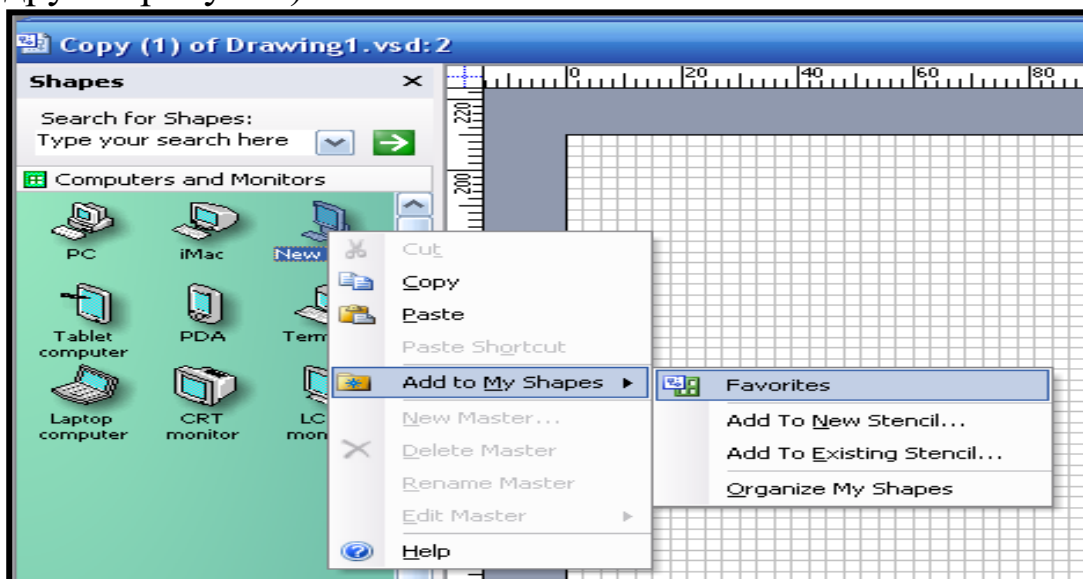 Copy (1) of Drawing1.vsd:2
Shapes
Search for Shapes:
Type your search here
Computers and Monitors
PC
iMac
New
Tablet computer
PDA
Term
Laptop computer
CRT monitor
LC
mon
Cut
Copy
Paste
Paste Shortcut
Add to My Shapes
New Master...
Delete Master
Rename Master
Edit Master
Help
Favorites
Add To New Stencil...
Add To Existing Stencil...
Organize My Shapes
0 20 40 60 80
220
200